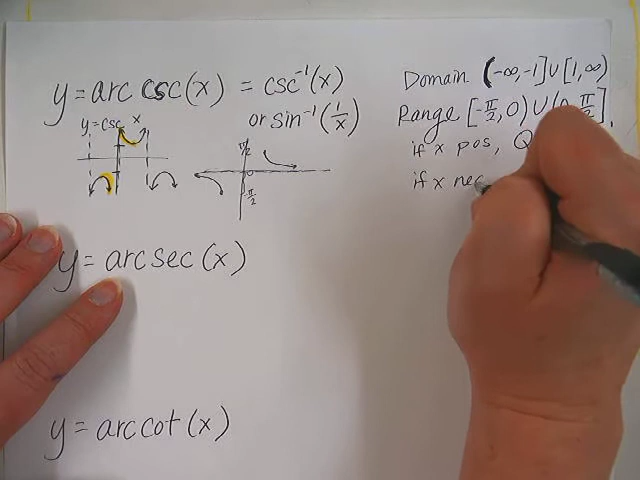 y = arc csc(x) = csc⁻¹(x)
or sin⁻¹(1/x)
y = csc x
π/2
0
-π/2
Domain (-∞, -1] ∪ [1, ∞)
Range [-π/2, 0) ∪ (0, π/2]
if x pos, Q
if x neg
y = arcsec(x)
y = arccot(x)